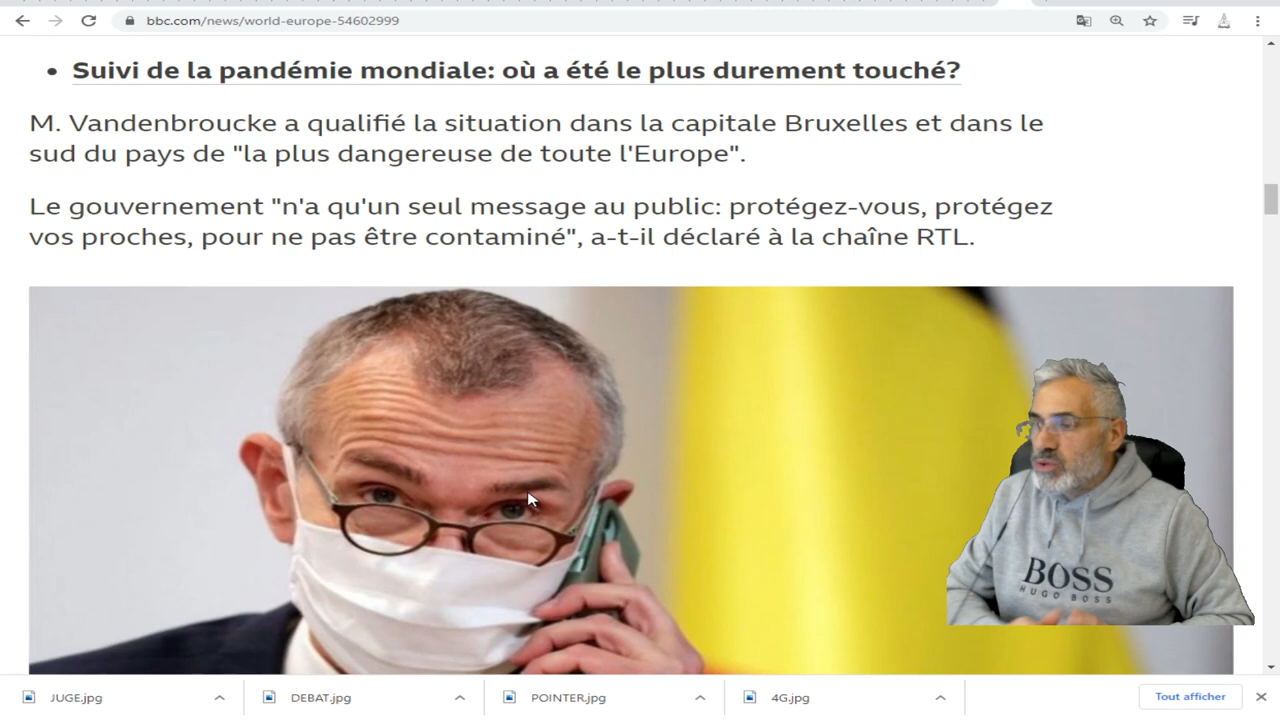 bbc.com/news/world-europe-54602999
Suivi de la pandémie mondiale: où a été le plus durement touché?
M. Vandenbroucke a qualifié la situation dans la capitale Bruxelles et dans le
sud du pays de "la plus dangereuse de toute l'Europe".
Le gouvernement "n'a qu'un seul message au public: protégez-vous, protégez
vos proches, pour ne pas être contaminé", a-t-il déclaré à la chaîne RTL.
BOSS
HUGO BOSS
JUGE.jpg
DEBAT.jpg
POINTER.jpg
4G.jpg
Tout afficher